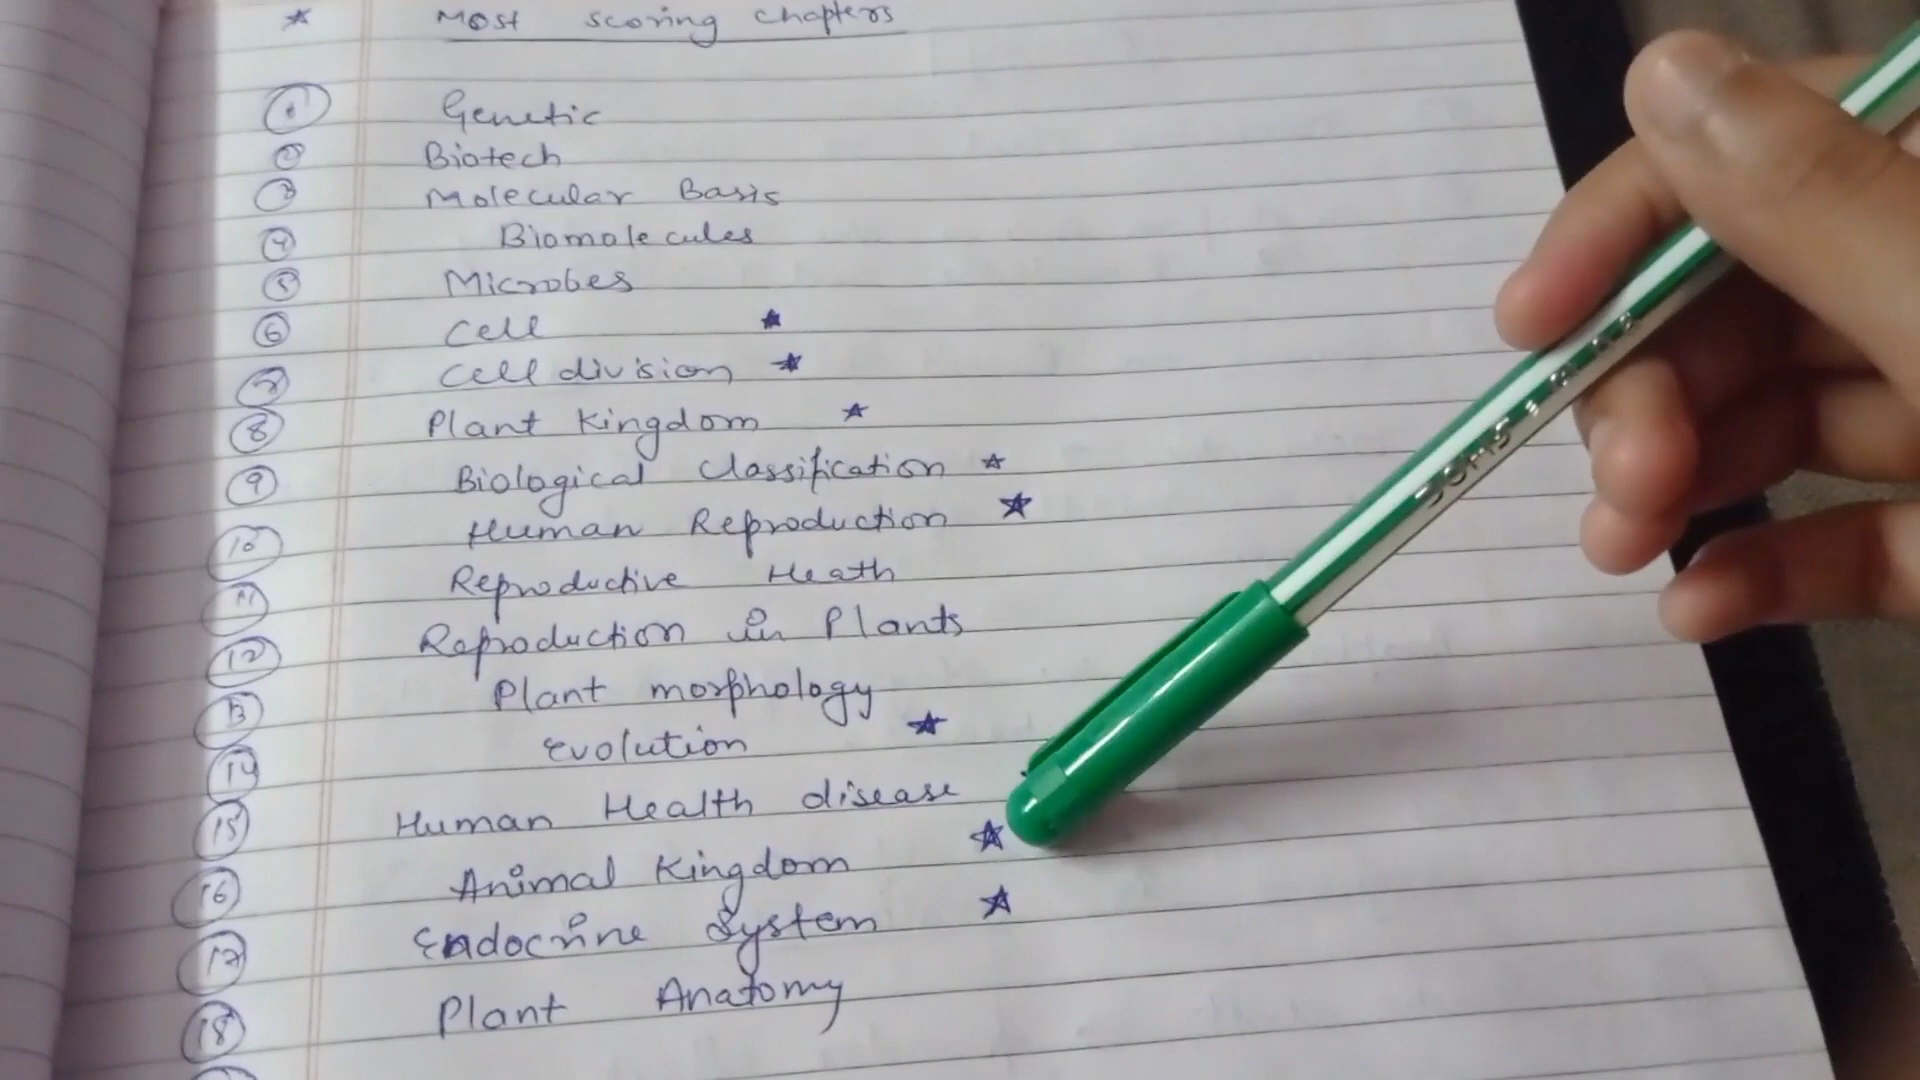 ★ Most scoring chapters
1 Genetic
2 Biotech
3 Molecular Basis
4 Biomolecules
5 Microbes
6 Cell ★
7 Cell division ★
8 Plant Kingdom ★
9 Biological Classification ★
10 Human Reproduction ★
11 Reproductive Heath
12 Reproduction in Plants
13 Plant morphology
14 Evolution ★
15 Human Health disease
16 Animal Kingdom ★
17 Endocrine System ★
18 Plant Anatomy